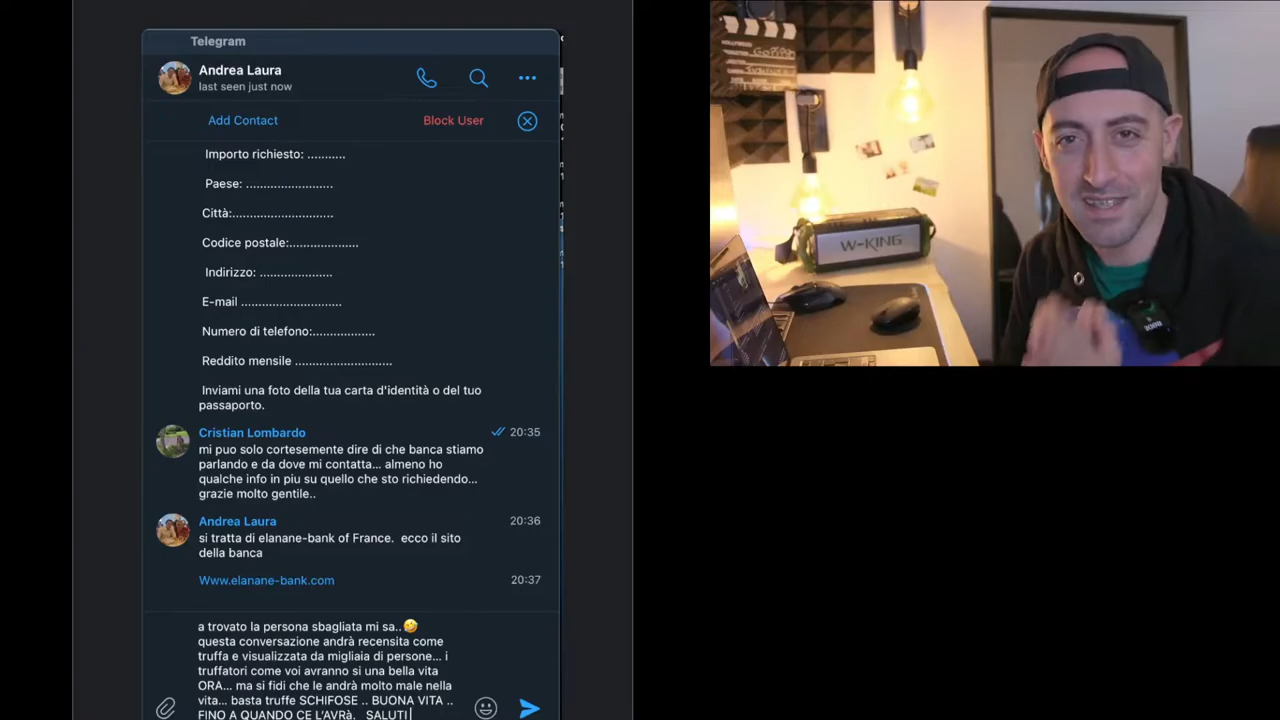 Telegram
Andrea Laura
last seen just now
Add Contact
Block User
Importo richiesto: ..........
Paese: ........................
Città:............................
Codice postale:...................
Indirizzo: ....................
E-mail ............................
Numero di telefono:.................
Reddito mensile ...........................
Inviami una foto della tua carta d'identità o del tuo
passaporto.
Cristian Lombardo
20:35
mi puo solo cortesemente dire di che banca stiamo
parlando e da dove mi contatta... almeno ho
qualche info in piu su quello che sto richiedendo...
grazie molto gentile..
Andrea Laura
20:36
si tratta di elanane-bank of France. ecco il sito
della banca
Www.elanane-bank.com
20:37
a trovato la persona sbagliata mi sa..🤣
questa conversazione andrà recensita come
truffa e visualizzata da migliaia di persone... i
truffatori come voi avranno si una bella vita
ORA... ma si fidi che le andrà molto male nella
vita... basta truffe SCHIFOSE .. BUONA VITA ..
FINO A QUANDO CE L'AVRà. SALUTI
W-KING
RODE